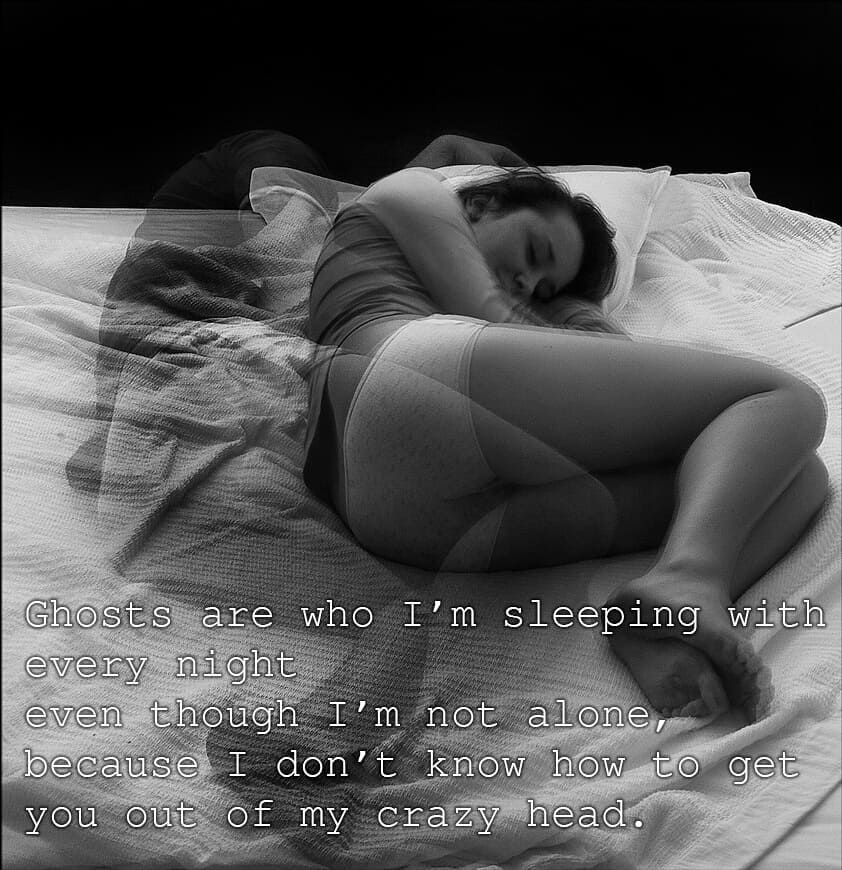 Ghosts are who I’m sleeping with
every night
even though I’m not alone,
because I don’t know how to get
you out of my crazy head.